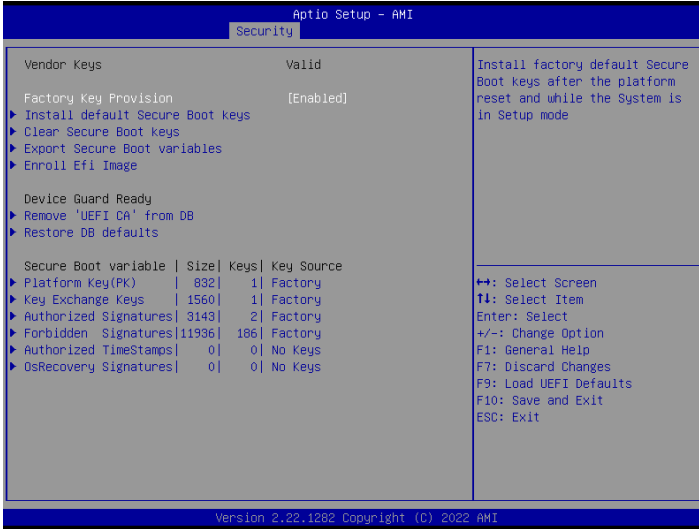 Aptio Setup - AMI
Security
Vendor Keys Valid
Factory Key Provision [Enabled]
Install default Secure Boot keys
Clear Secure Boot keys
Export Secure Boot variables
Enroll Efi Image
Device Guard Ready
Remove 'UEFI CA' from DB
Restore DB defaults
Secure Boot variable | Size| Keys| Key Source
Platform Key(PK) | 832| 1| Factory
Key Exchange Keys | 1560| 1| Factory
Authorized Signatures| 3143| 2| Factory
Forbidden Signatures|11936| 186| Factory
Authorized TimeStamps| 0| 0| No Keys
OsRecovery Signatures| 0| 0| No Keys
Install factory default Secure
Boot keys after the platform
reset and while the System is
in Setup mode
↔: Select Screen
↑↓: Select Item
Enter: Select
+/-: Change Option
F1: General Help
F7: Discard Changes
F9: Load UEFI Defaults
F10: Save and Exit
ESC: Exit
Version 2.22.1282 Copyright (C) 2022 AMI